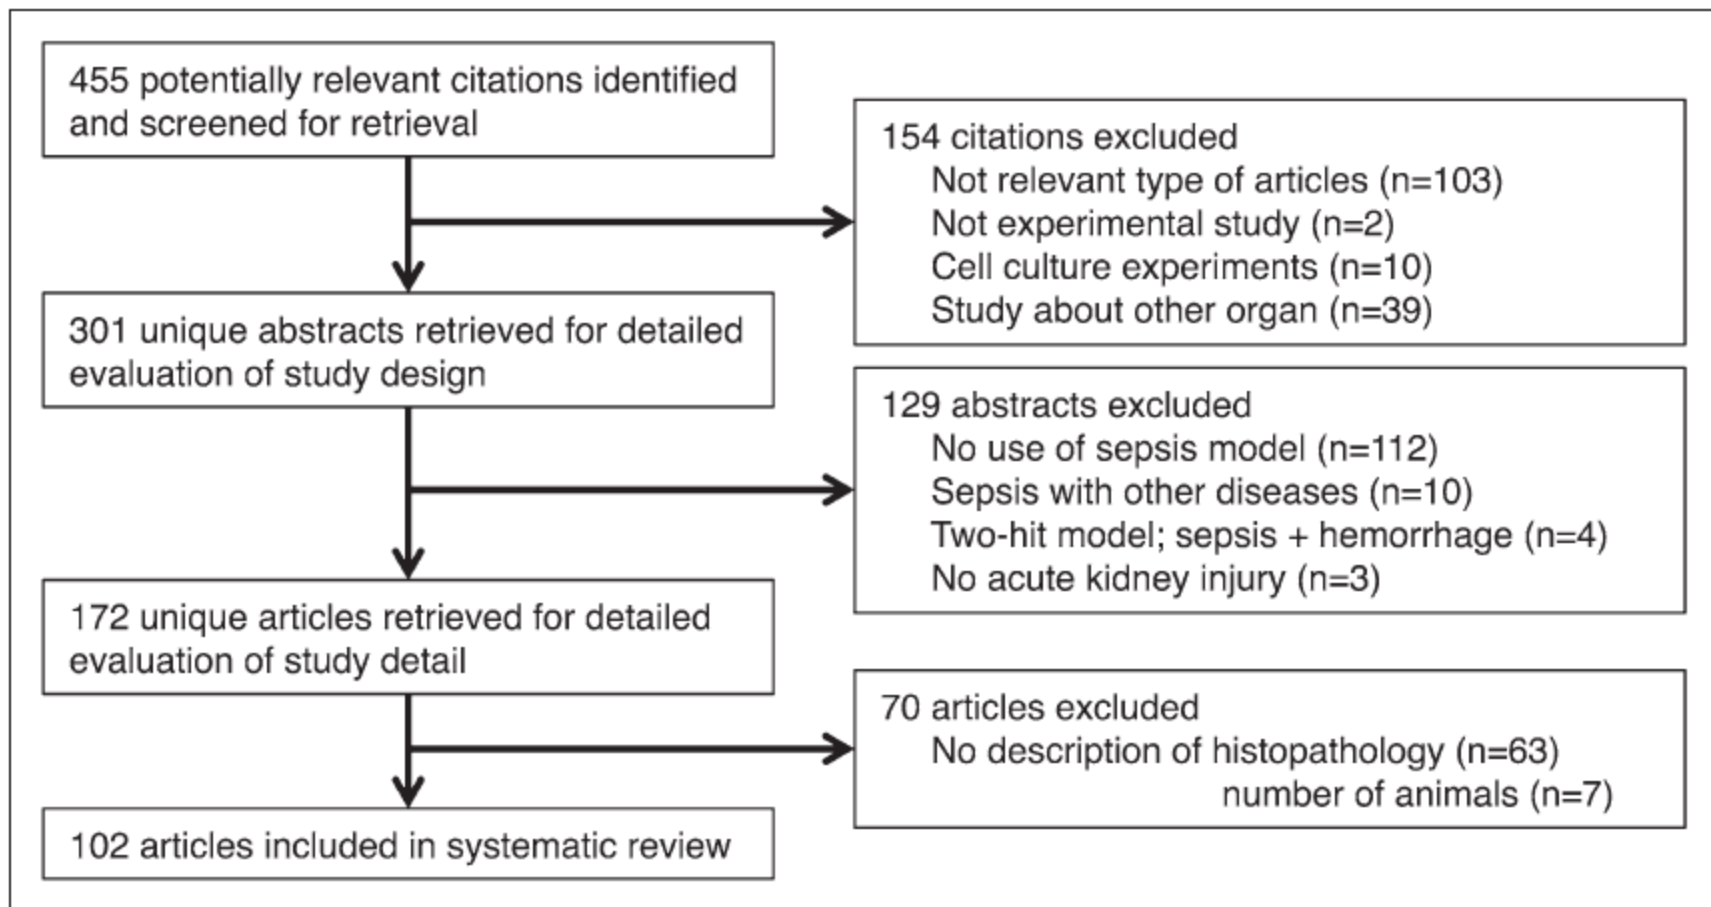 455 potentially relevant citations identified
and screened for retrieval
154 citations excluded
Not relevant type of articles (n=103)
Not experimental study (n=2)
Cell culture experiments (n=10)
Study about other organ (n=39)
301 unique abstracts retrieved for detailed
evaluation of study design
129 abstracts excluded
No use of sepsis model (n=112)
Sepsis with other diseases (n=10)
Two-hit model; sepsis + hemorrhage (n=4)
No acute kidney injury (n=3)
172 unique articles retrieved for detailed
evaluation of study detail
70 articles excluded
No description of histopathology (n=63)
number of animals (n=7)
102 articles included in systematic review